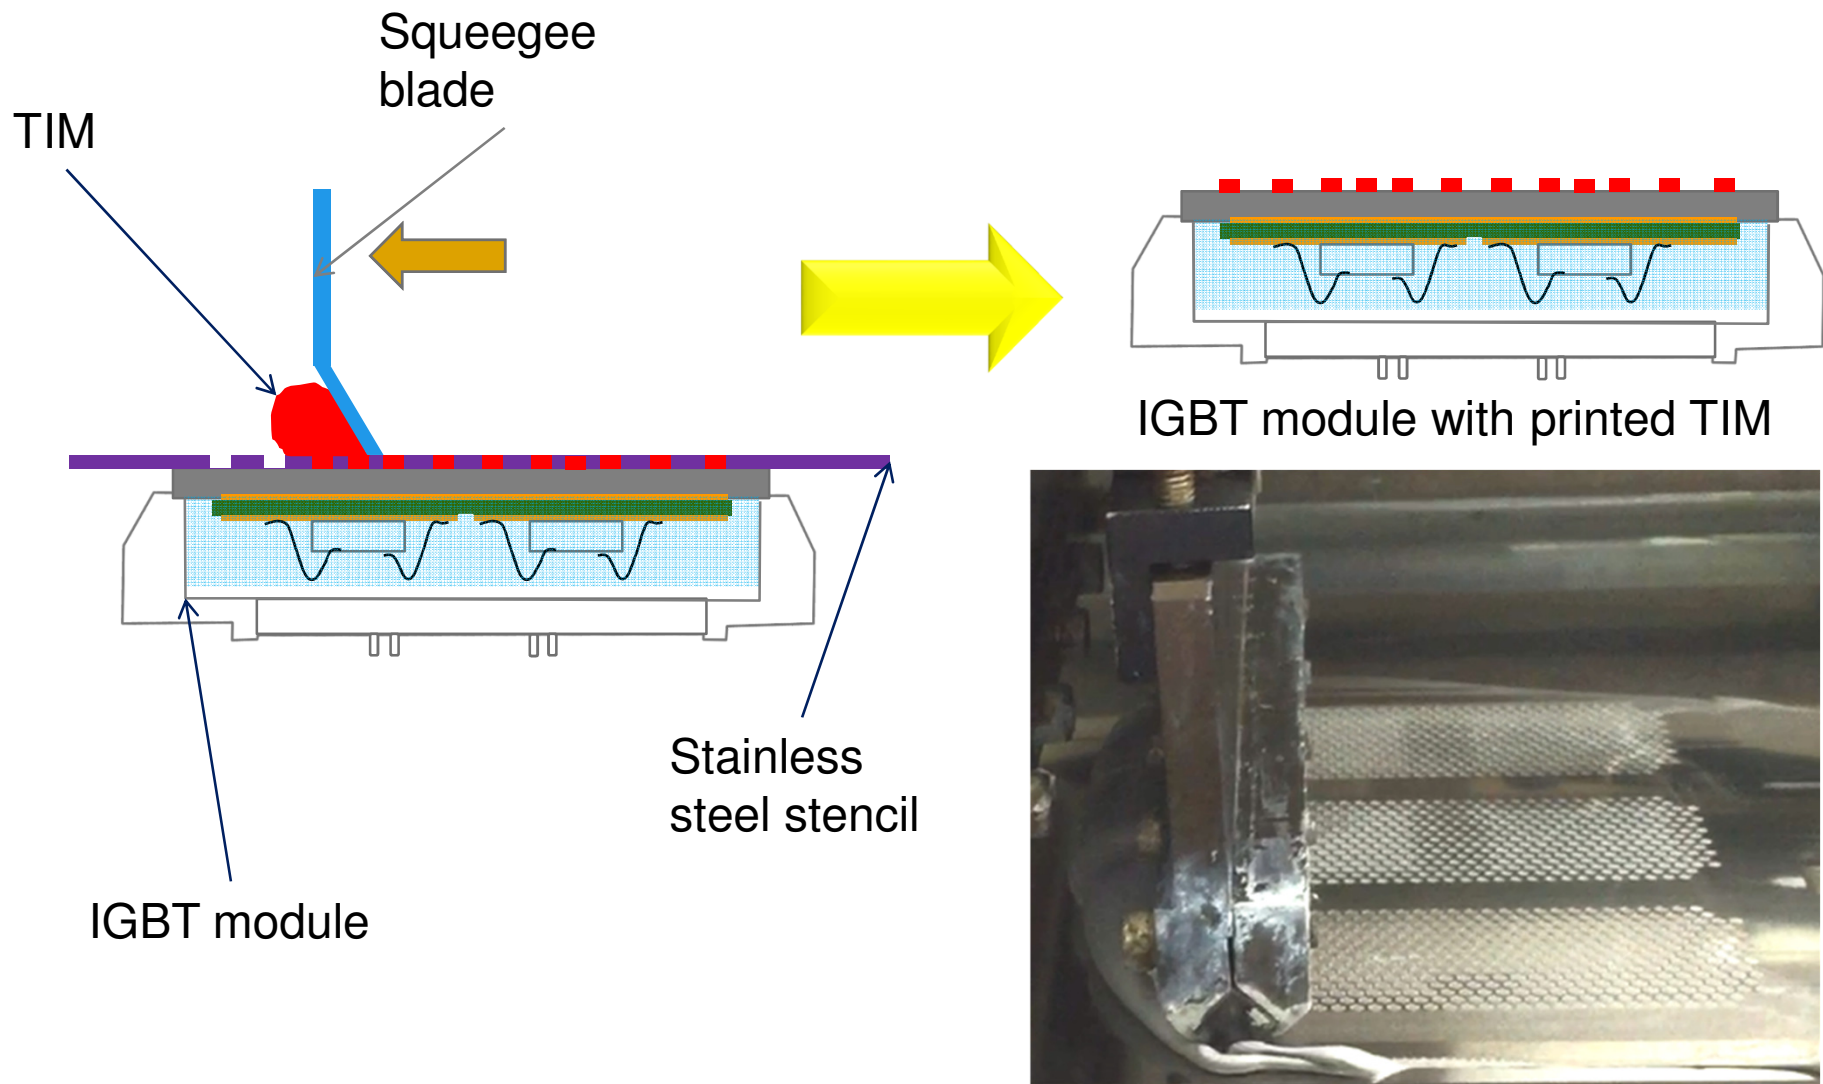 Squeegee
blade
TIM
IGBT module with printed TIM
Stainless
steel stencil
IGBT module